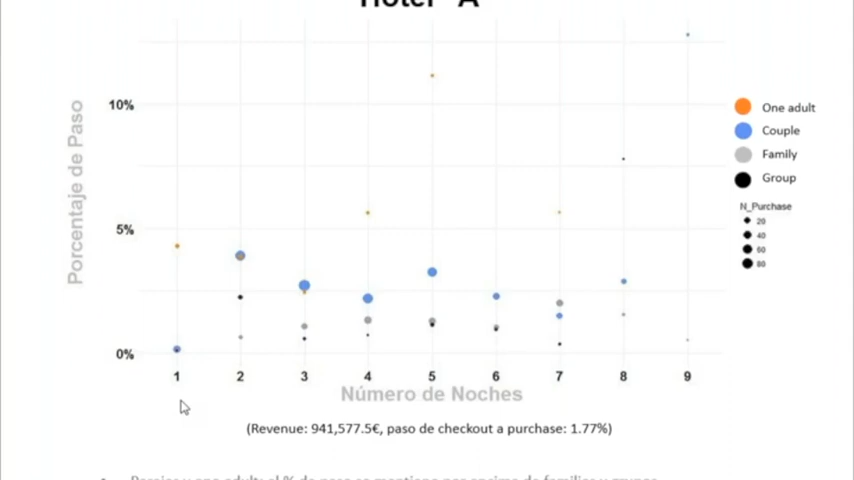 Hotel "A"
Porcentaje de Paso
10%
5%
0%
1 2 3 4 5 6 7 8 9
Número de Noches
One adult
Couple
Family
Group
N_Purchase
20
40
60
80
(Revenue: 941,577.5€, paso de checkout a purchase: 1.77%)